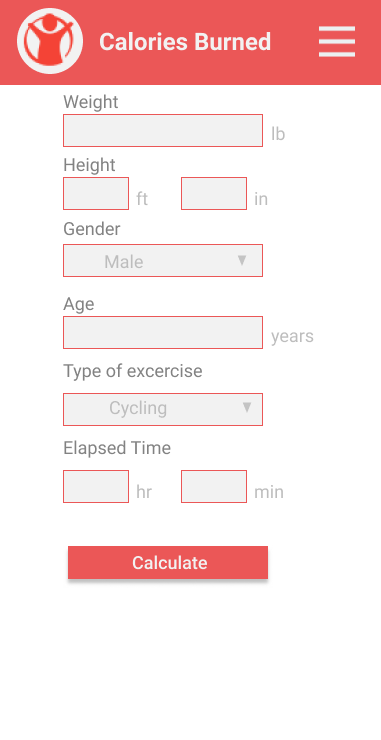 Calories Burned
Weight
lb
Height
ft in
Gender
Male
Age
years
Type of excercise
Cycling
Elapsed Time
hr min
Calculate